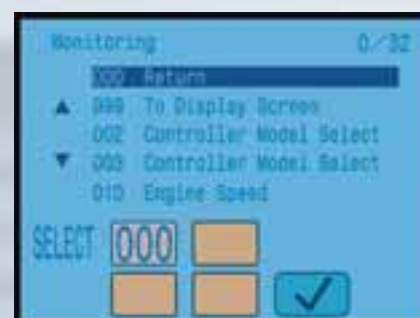 Monitoring 0/32
000 Return
999 To Display Screen
002 Controller Model Select
003 Controller Model Select
010 Engine Speed
SELECT 000